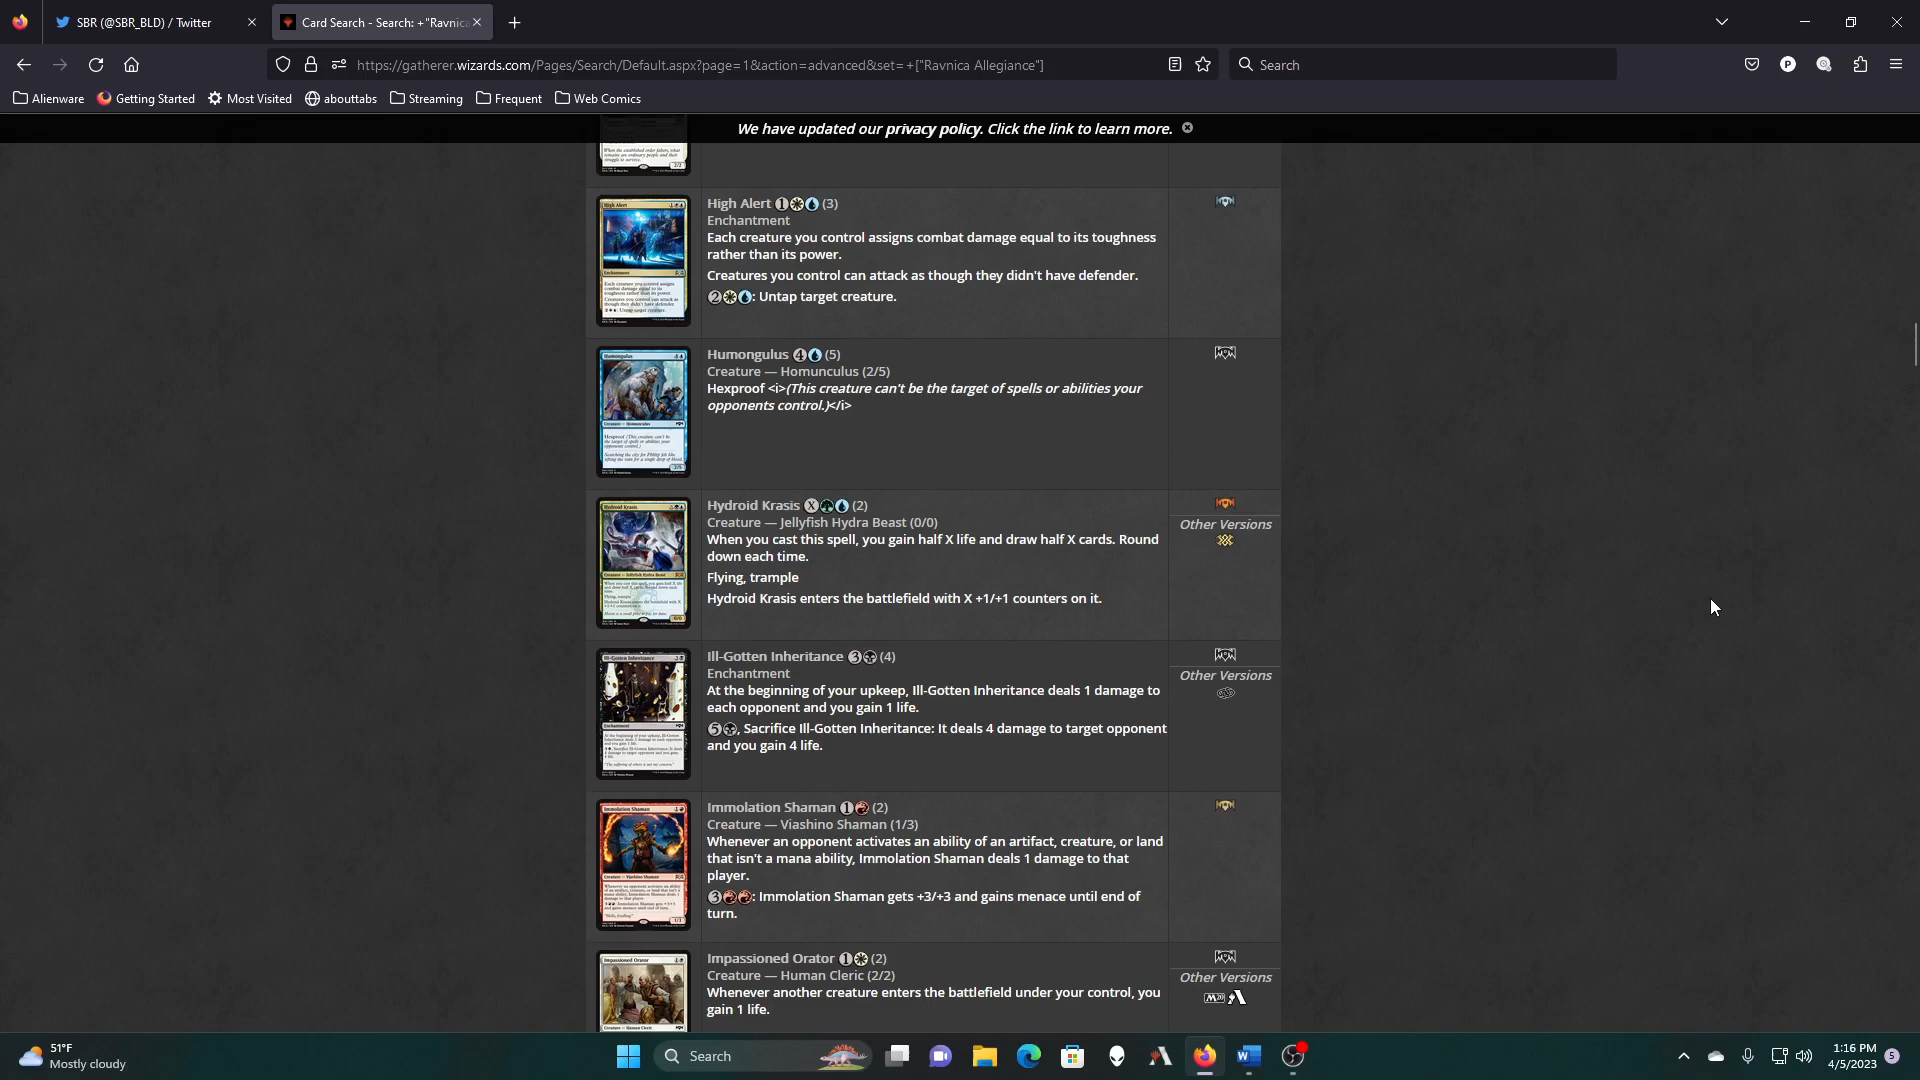 SBR (@SBR_BLD) / Twitter
Card Search - Search: +"Ravnica
https://gatherer.wizards.com/Pages/Search/Default.aspx?page=1&action=advanced&set=+["Ravnica Allegiance"]
Search
Alienware
Getting Started
Most Visited
abouttabs
Streaming
Frequent
Web Comics
We have updated our privacy policy. Click the link to learn more.
High Alert 1 (3)
Enchantment
Each creature you control assigns combat damage equal to its toughness
rather than its power.
Creatures you control can attack as though they didn't have defender.
2 : Untap target creature.
Humongulus 4 (5)
Creature — Homunculus (2/5)
Hexproof <i>(This creature can't be the target of spells or abilities your
opponents control.)</i>
Hydroid Krasis X (2)
Creature — Jellyfish Hydra Beast (0/0)
When you cast this spell, you gain half X life and draw half X cards. Round
down each time.
Flying, trample
Hydroid Krasis enters the battlefield with X +1/+1 counters on it.
Other Versions
Ill-Gotten Inheritance 3 (4)
Enchantment
At the beginning of your upkeep, Ill-Gotten Inheritance deals 1 damage to
each opponent and you gain 1 life.
5 , Sacrifice Ill-Gotten Inheritance: It deals 4 damage to target opponent
and you gain 4 life.
Other Versions
Immolation Shaman 1 (2)
Creature — Viashino Shaman (1/3)
Whenever an opponent activates an ability of an artifact, creature, or land
that isn't a mana ability, Immolation Shaman deals 1 damage to that
player.
3 : Immolation Shaman gets +3/+3 and gains menace until end of
turn.
Impassioned Orator 1 (2)
Creature — Human Cleric (2/2)
Whenever another creature enters the battlefield under your control, you
gain 1 life.
Other Versions
51°F
Mostly cloudy
Search
1:16 PM
4/5/2023
5